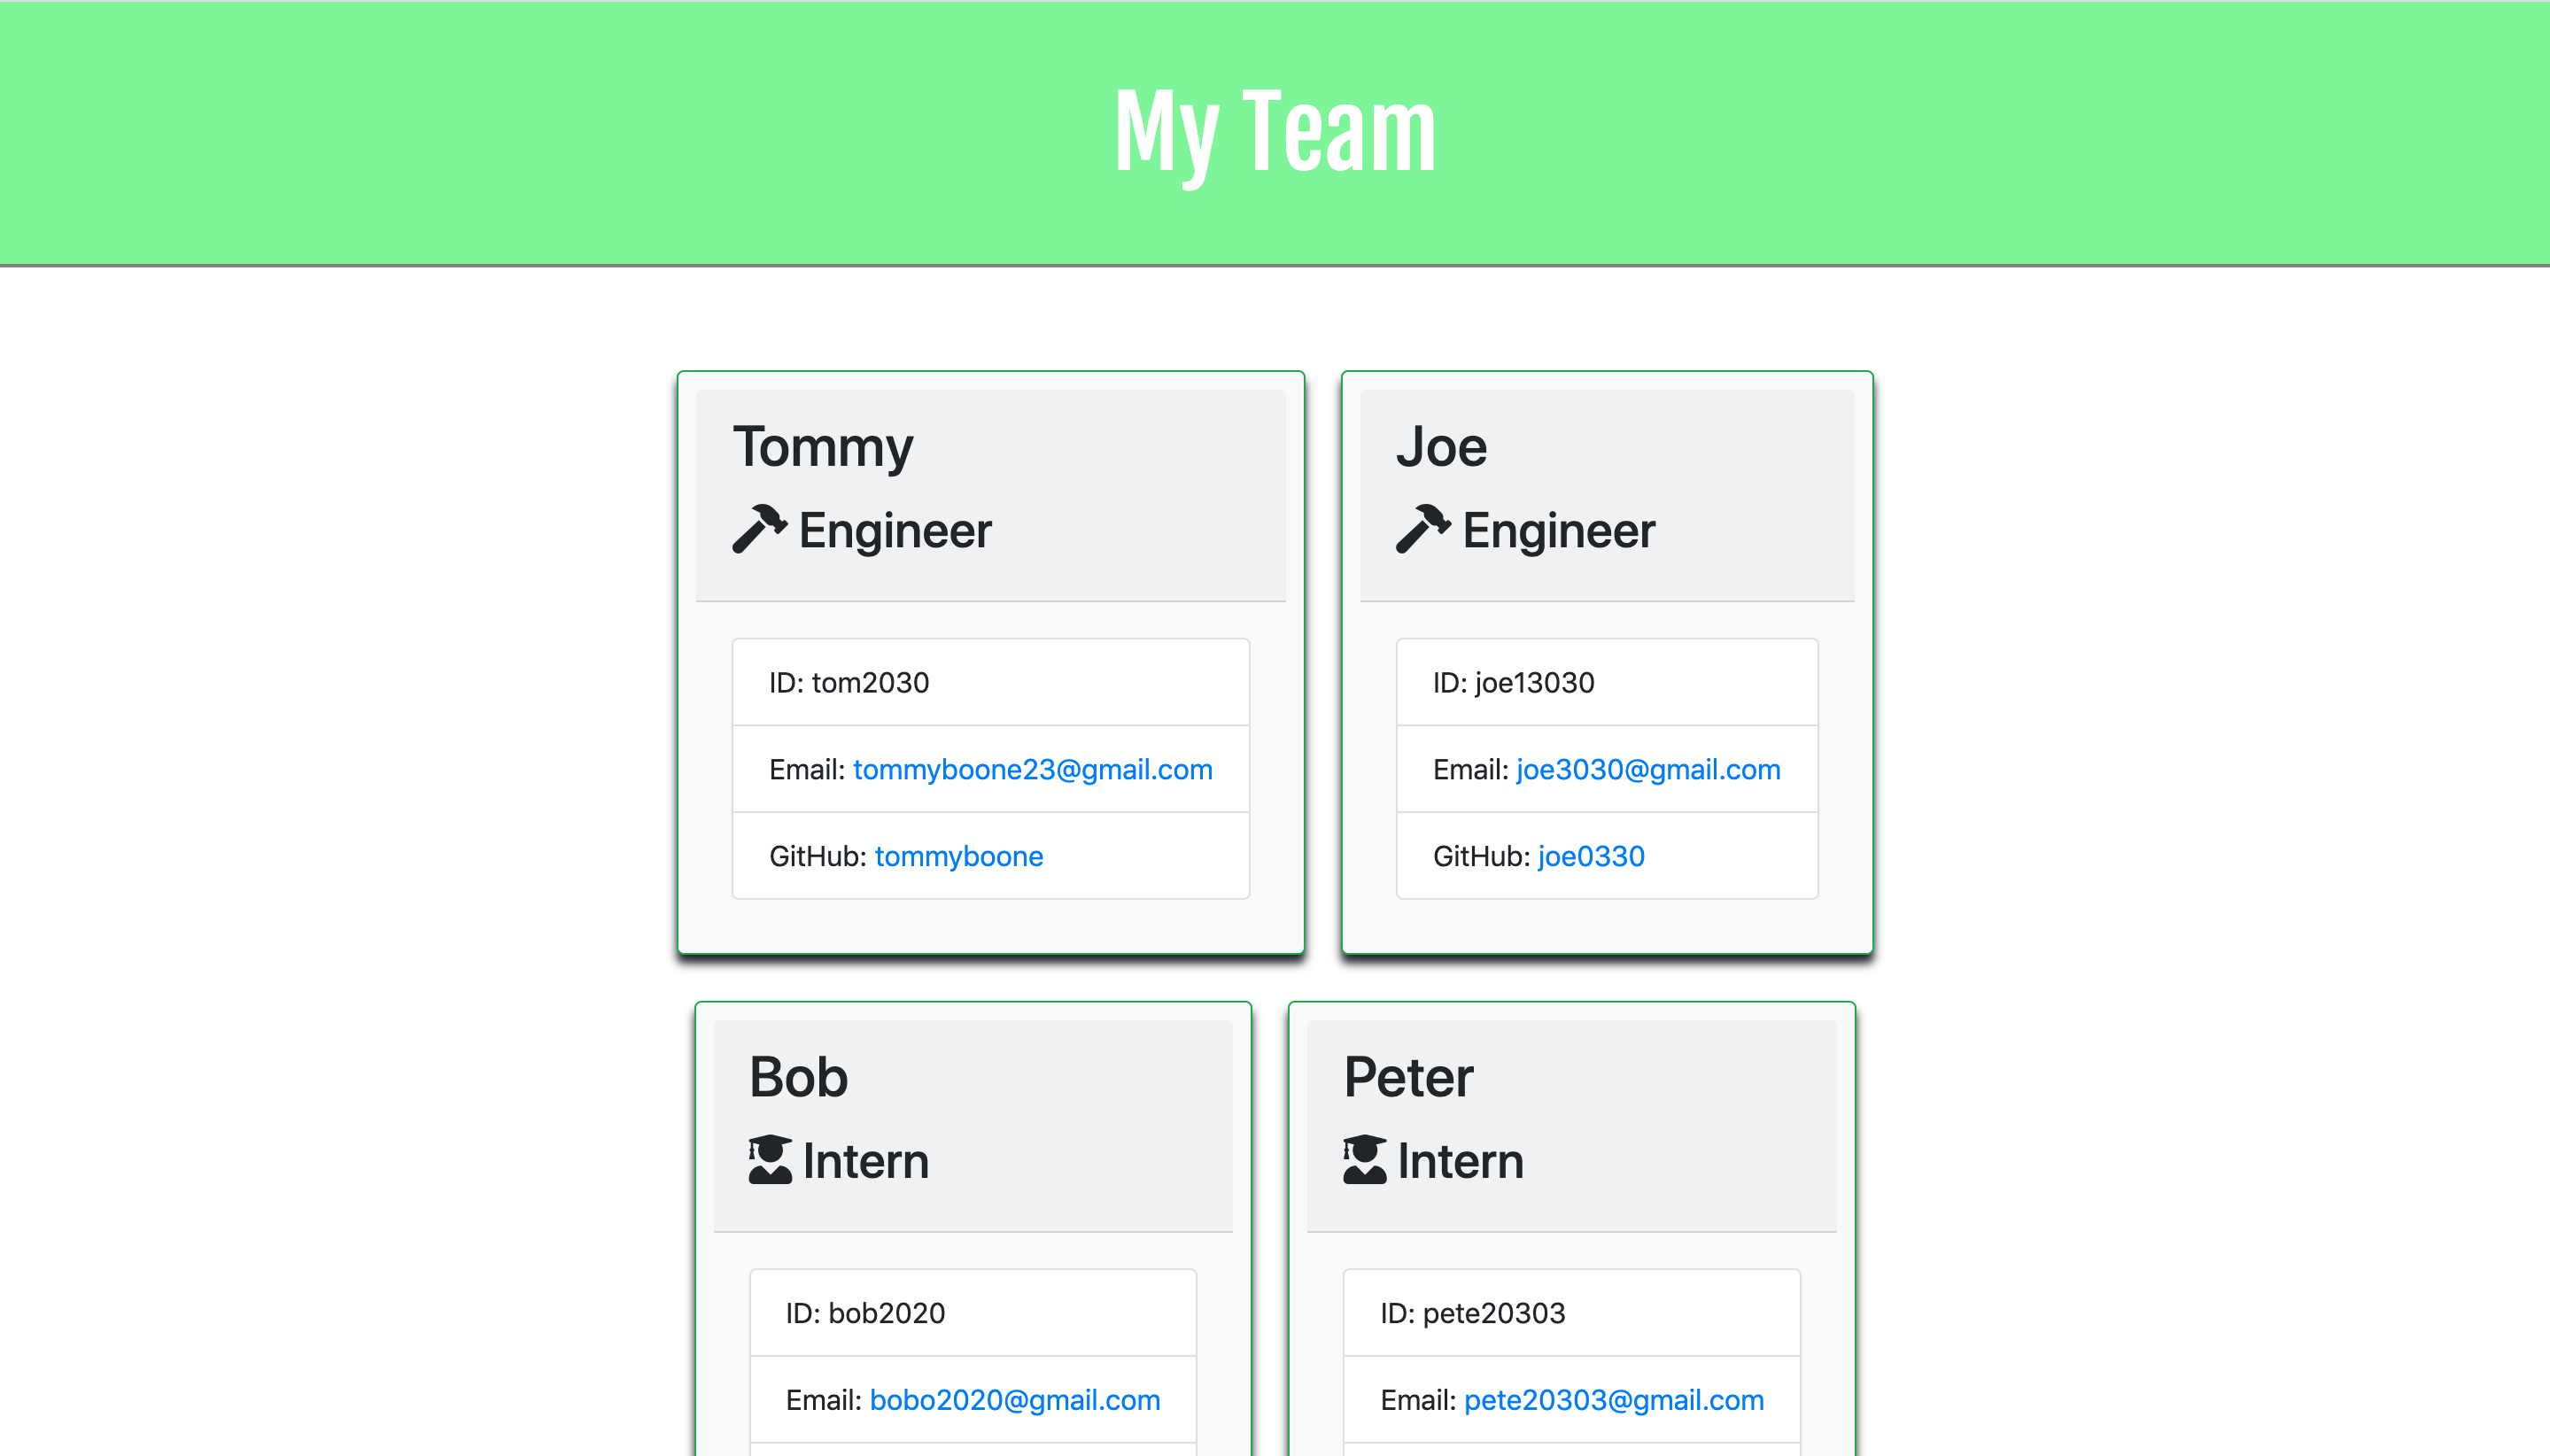 My Team
Tommy
Engineer
ID: tom2030
Email: tommyboone23@gmail.com
GitHub: tommyboone
Joe
Engineer
ID: joe13030
Email: joe3030@gmail.com
GitHub: joe0330
Bob
Intern
ID: bob2020
Email: bobo2020@gmail.com
Peter
Intern
ID: pete20303
Email: pete20303@gmail.com